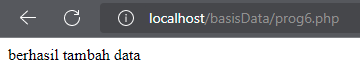 localhost/basisData/prog6.php
berhasil tambah data